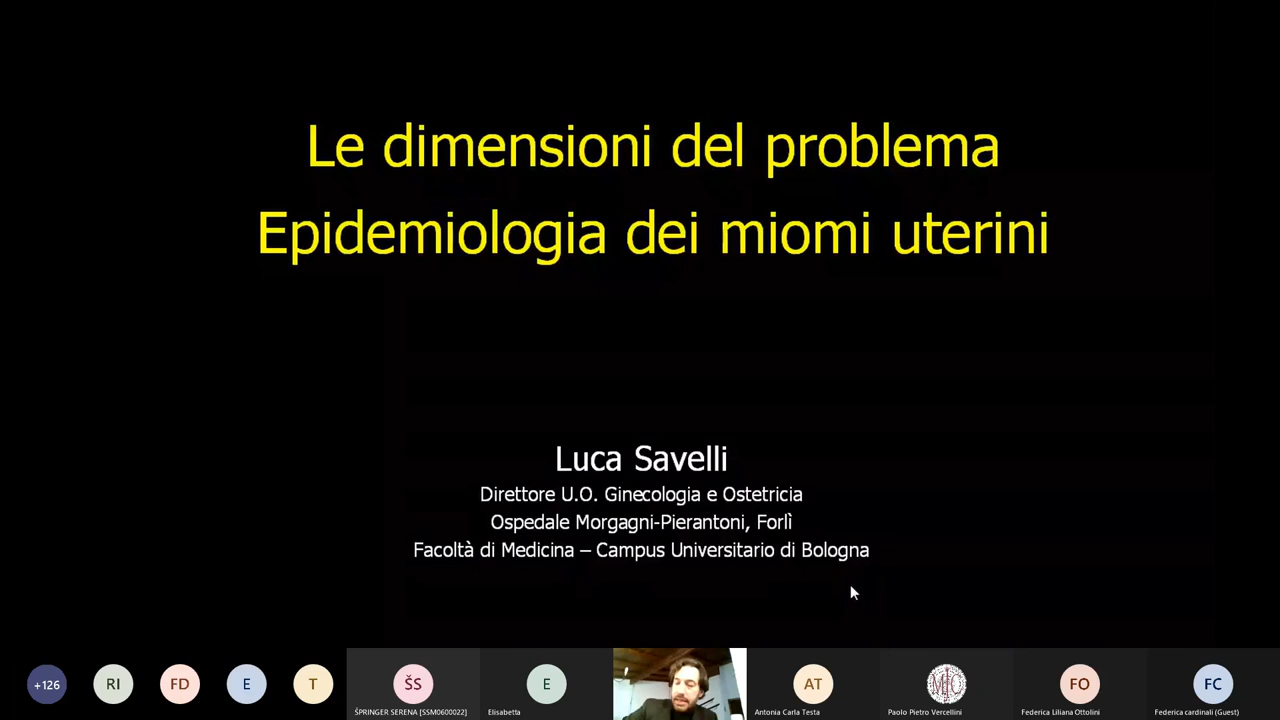 Le dimensioni del problema
Epidemiologia dei miomi uterini
Luca Savelli
Direttore U.O. Ginecologia e Ostetricia
Ospedale Morgagni-Pierantoni, Forlì
Facoltà di Medicina – Campus Universitario di Bologna
+126
RI
FD
E
T
ŠS
E
AT
FO
FC
ŠPRINGER SERENA [SSM0600022]
Elisabetta
Antonia Carla Testa
Paolo Pietro Vercellini
Federica Liliana Ottolini
Federica cardinali (Guest)